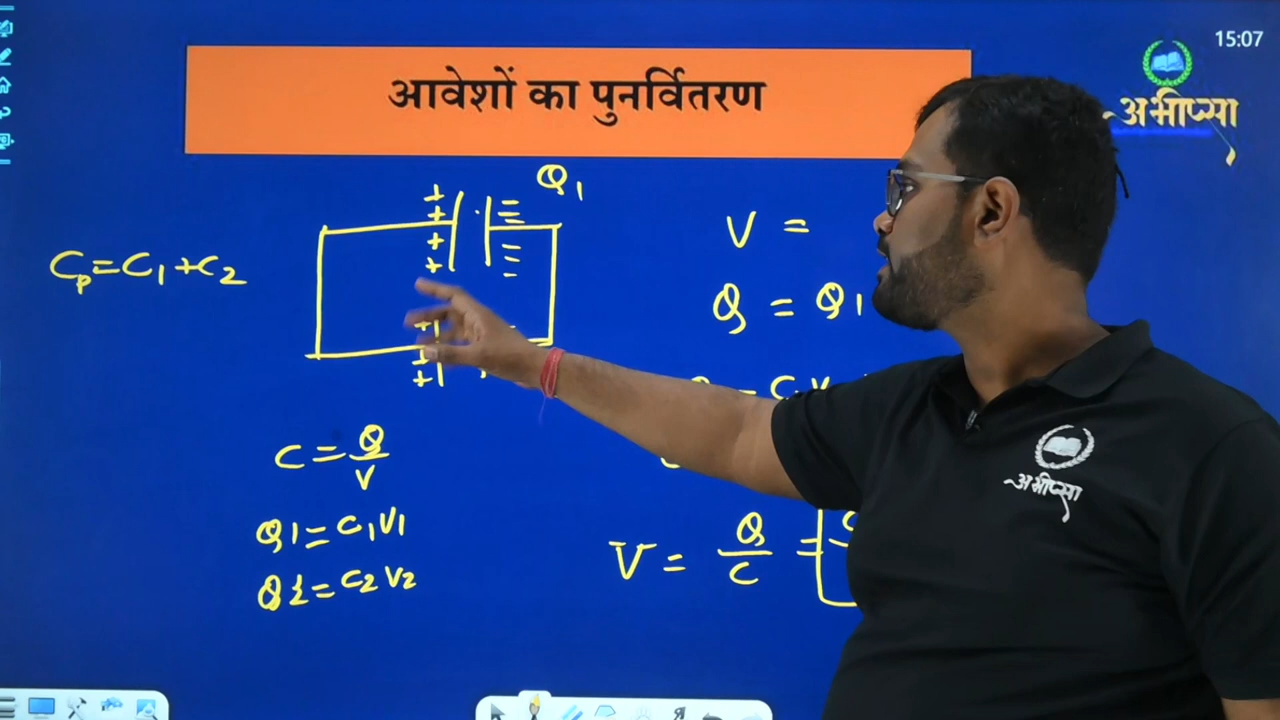 15:07
अभीप्सा
आवेशों का पुनर्वितरण
Q1
V =
Cp = C1 + C2
Q = Q1
C = Q/V
Q1 = C1V1
Q2 = C2V2
V = Q/C =
अभीप्सा